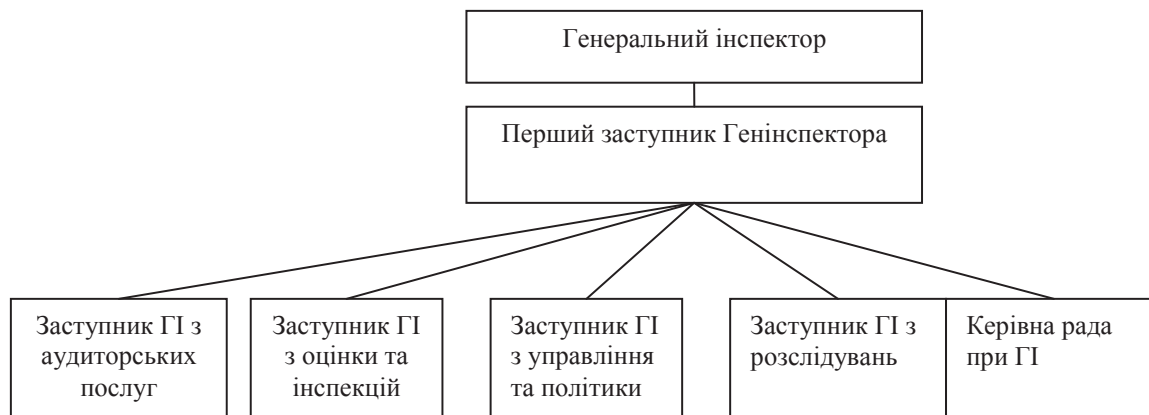 Генеральний інспектор
Перший заступник Генінспектора
Заступник ГІ з
аудиторських
послуг
Заступник ГІ
з оцінки та
інспекцій
Заступник ГІ
з управління
та політики
Заступник ГІ з
розслідувань
Керівна рада
при ГІ